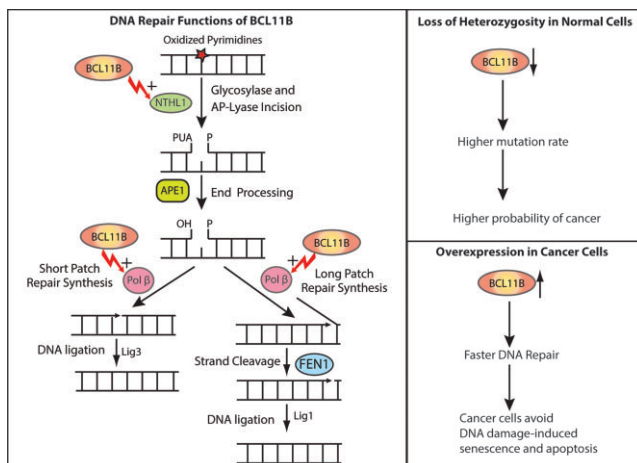 DNA Repair Functions of BCL11B
Oxidized Pyrimidines
BCL11B
+
NTHL1
Glycosylase and
AP-Lyase Incision
PUA P
APE1
End Processing
OH P
BCL11B
+
Short Patch
Repair Synthesis
Pol β
BCL11B
+
Pol β
Long Patch
Repair Synthesis
DNA ligation
Lig3
Strand Cleavage
FEN1
DNA ligation
Lig1
Loss of Heterozygosity in Normal Cells
BCL11B
Higher mutation rate
Higher probability of cancer
Overexpression in Cancer Cells
BCL11B
Faster DNA Repair
Cancer cells avoid
DNA damage-induced
senescence and apoptosis